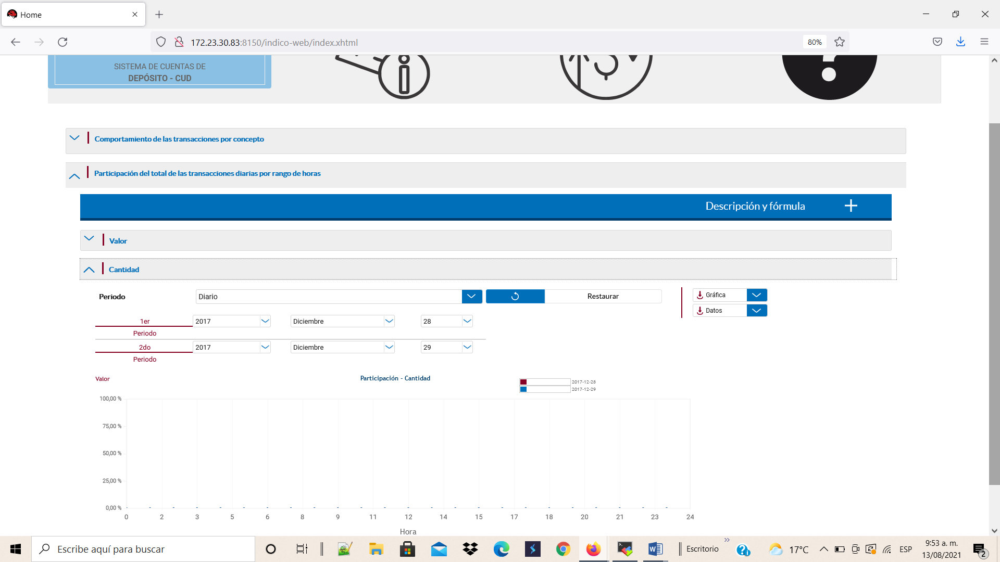 Home
172.23.30.83:8150/indico-web/index.xhtml
80%
SISTEMA DE CUENTAS DE
DEPÓSITO - CUD
Comportamiento de las transacciones por concepto
Participación del total de las transacciones diarias por rango de horas
Descripción y fórmula
Valor
Cantidad
Periodo Diario Restaurar Gráfica
Datos
1er 2017 Diciembre 28
Periodo
2do 2017 Diciembre 29
Periodo
Valor Participación - Cantidad 2017-12-28
2017-12-29
100,00 %
75,00 %
50,00 %
25,00 %
0,00 %
0 2 3 5 6 8 9 11 12 14 15 17 18 20 21 23 24
Hora
Escribe aquí para buscar Escritorio 17°C ESP 9:53 a. m.
13/08/2021 2